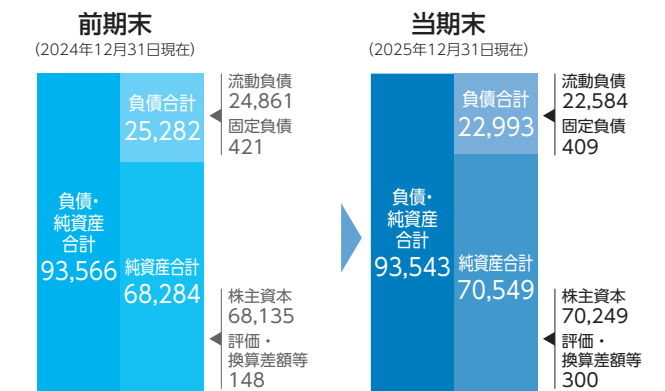 前期末
（2024年12月31日現在）
負債・
純資産
合計
93,566
負債合計
25,282
流動負債
24,861
固定負債
421
純資産合計
68,284
株主資本
68,135
評価・
換算差額等
148
当期末
（2025年12月31日現在）
負債・
純資産
合計
93,543
負債合計
22,993
流動負債
22,584
固定負債
409
純資産合計
70,549
株主資本
70,249
評価・
換算差額等
300